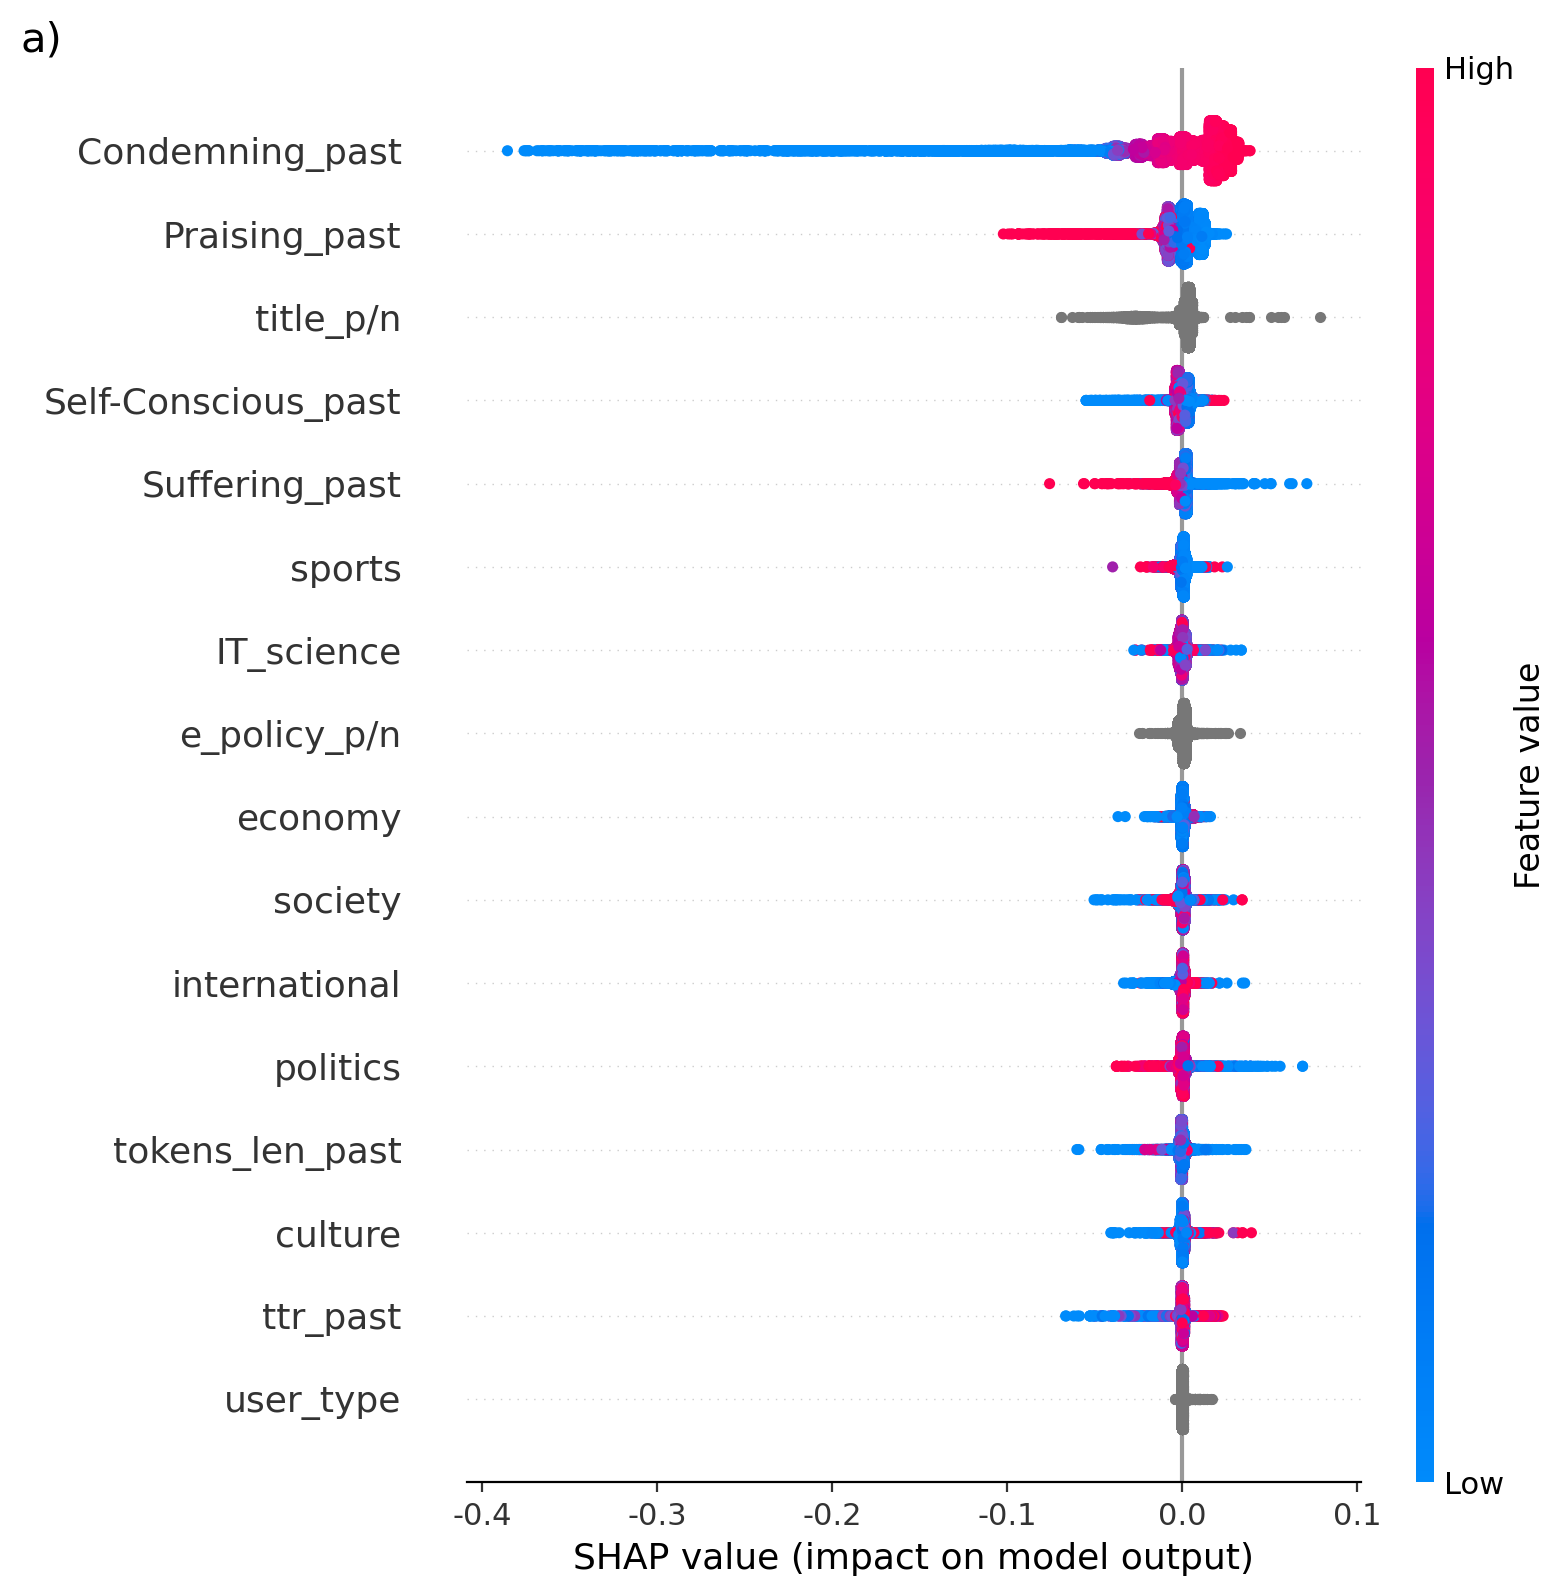 a)
High
Condemning_past
Praising_past
title_p/n
Self-Conscious_past
Suffering_past
sports
IT_science
e_policy_p/n
economy
society
international
politics
tokens_len_past
culture
ttr_past
user_type
Feature value
Low
-0.4 -0.3 -0.2 -0.1 0.0 0.1
SHAP value (impact on model output)